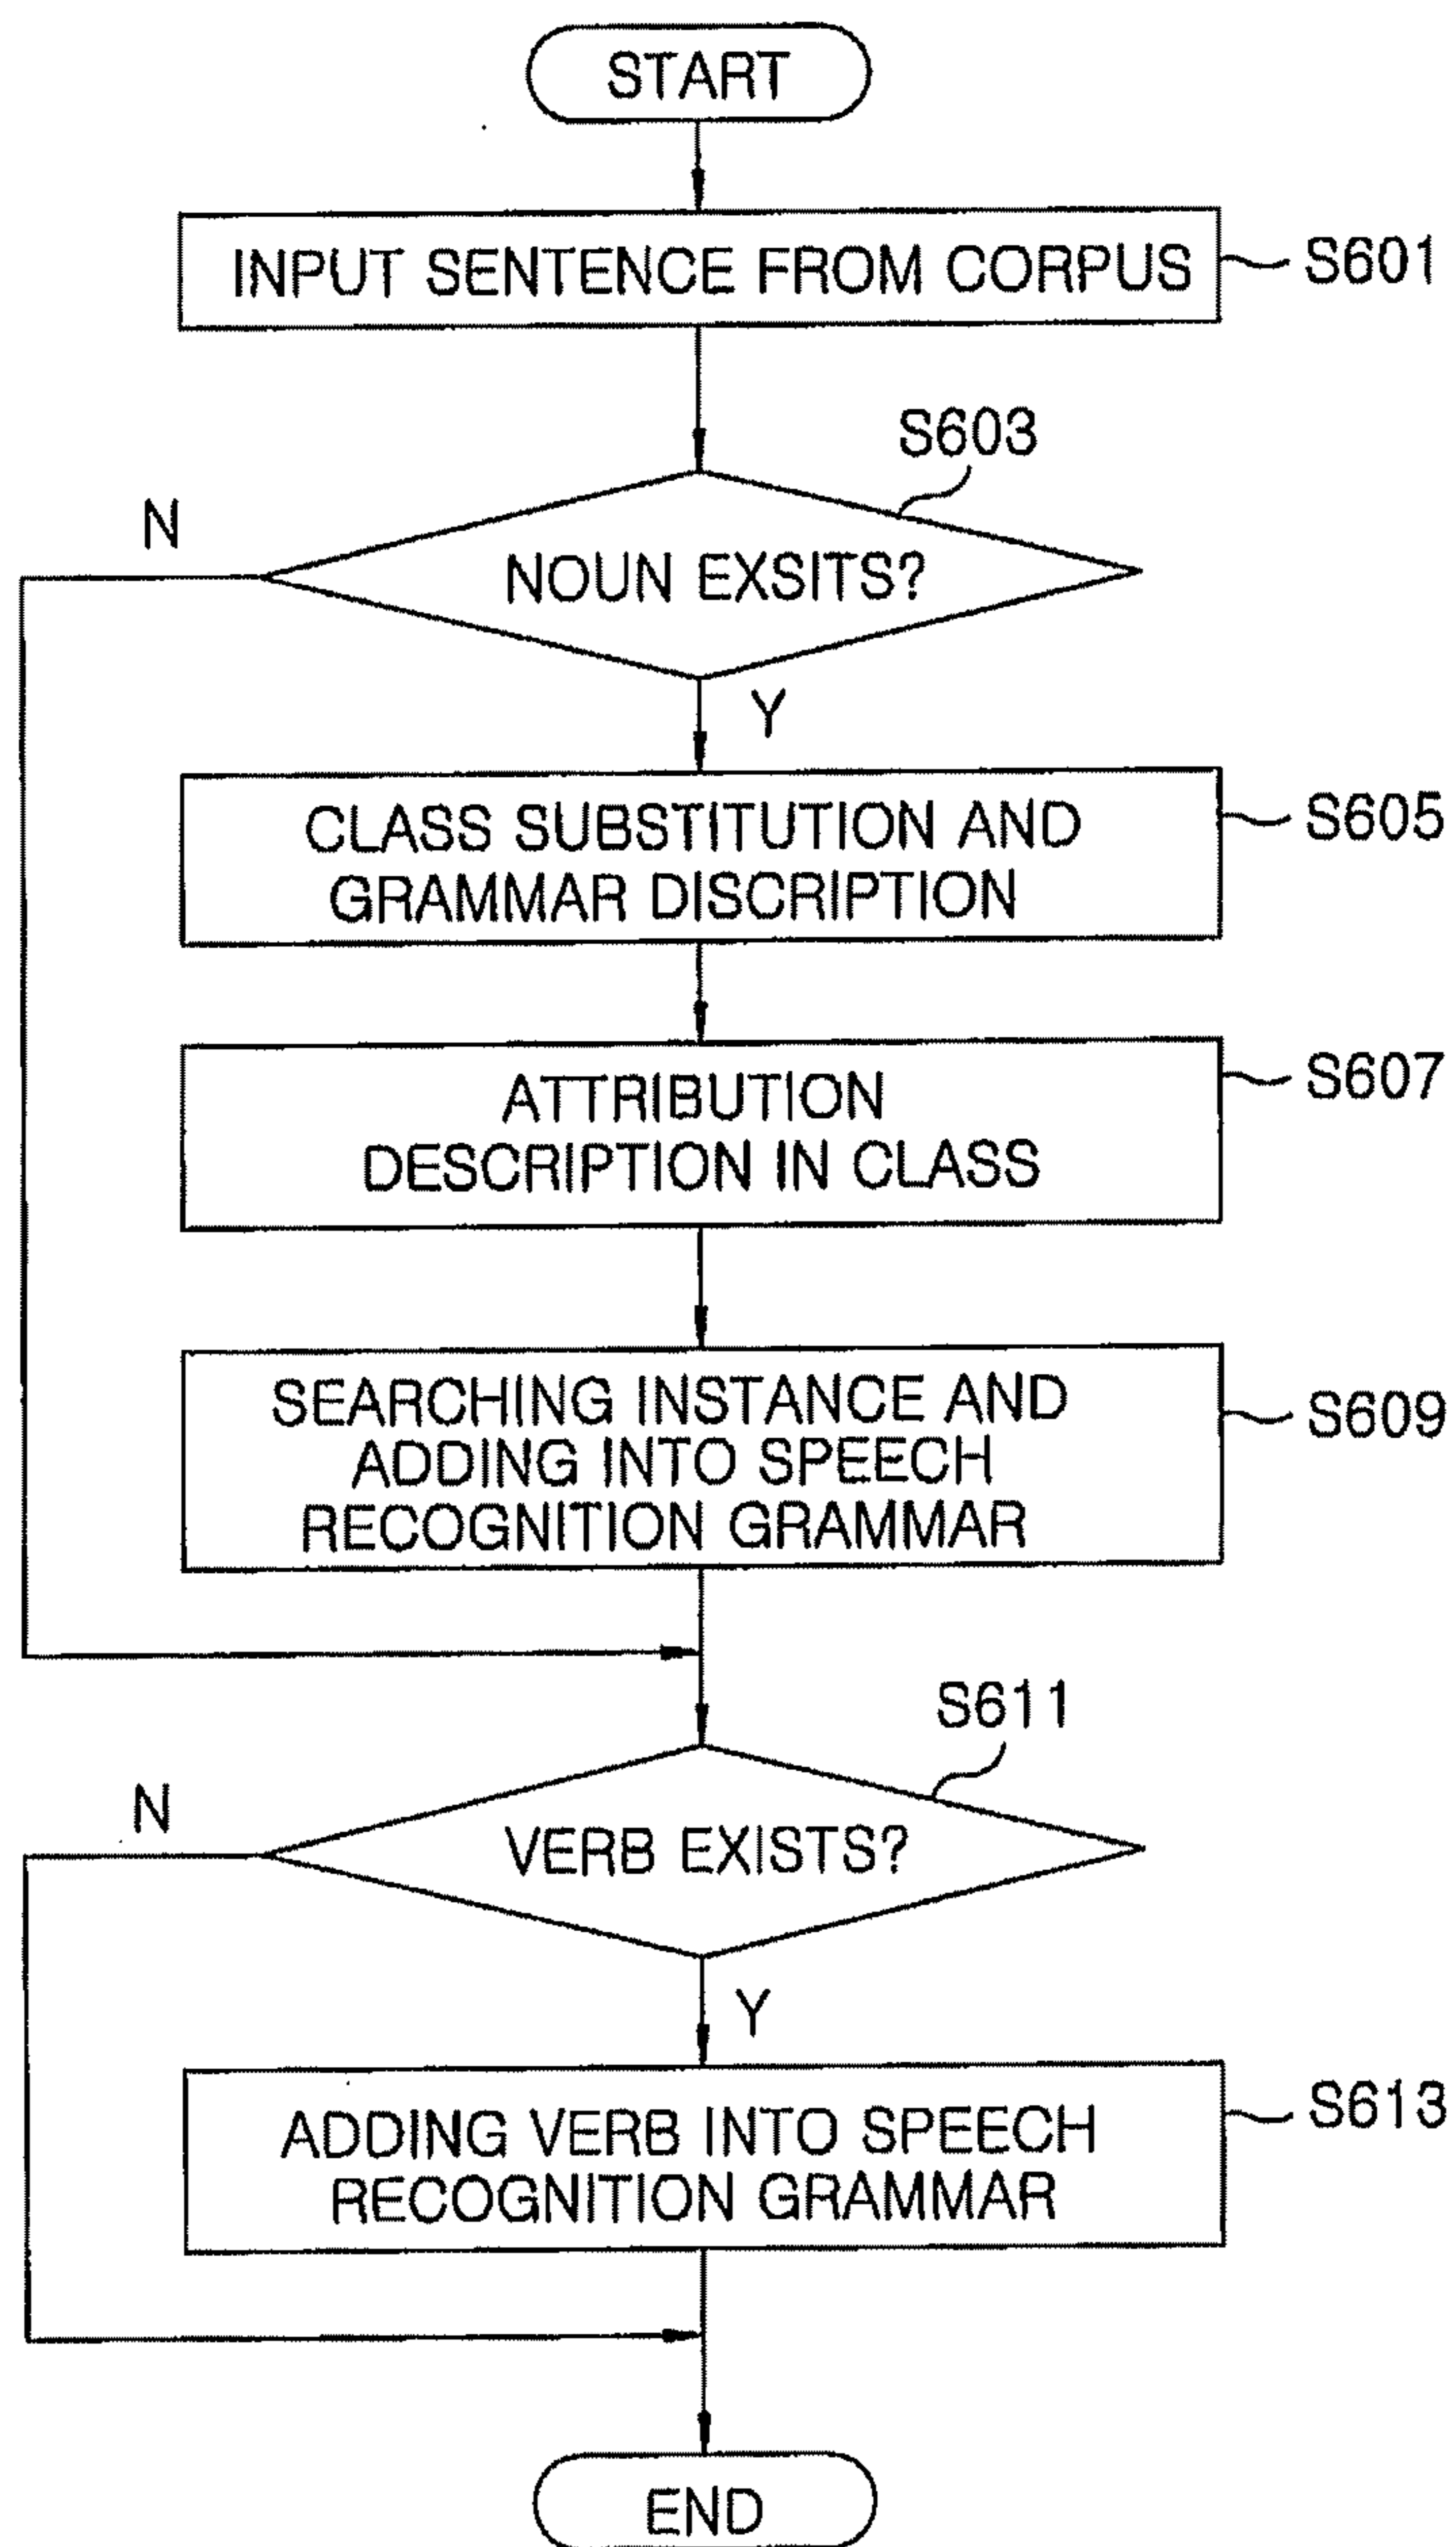 START
INPUT SENTENCE FROM CORPUS
S601
S603
N
NOUN EXSITS?
Y
CLASS SUBSTITUTION AND
GRAMMAR DISCRIPTION
S605
ATTRIBUTION
DESCRIPTION IN CLASS
S607
SEARCHING INSTANCE AND
ADDING INTO SPEECH
RECOGNITION GRAMMAR
S609
S611
N
VERB EXISTS?
Y
ADDING VERB INTO SPEECH
RECOGNITION GRAMMAR
S613
END